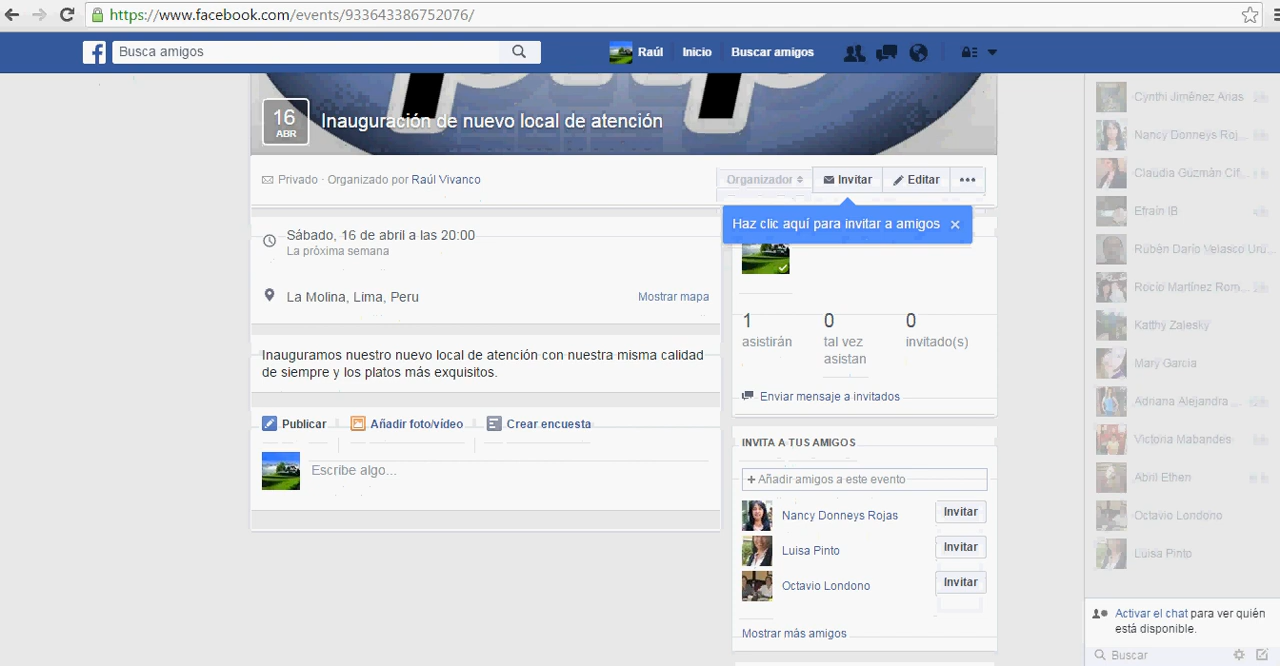 https://www.facebook.com/events/933643386752076/
Busca amigos
Raúl
Inicio
Buscar amigos
16
ABR
Inauguración de nuevo local de atención
Privado · Organizado por Raúl Vivanco
Organizador
Invitar
Editar
Haz clic aquí para invitar a amigos
Sábado, 16 de abril a las 20:00
La próxima semana
La Molina, Lima, Peru
Mostrar mapa
Inauguramos nuestro nuevo local de atención con nuestra misma calidad
de siempre y los platos más exquisitos.
Publicar
Añadir foto/vídeo
Crear encuesta
Escribe algo...
1
asistirán
0
tal vez
asistan
0
invitado(s)
Enviar mensaje a invitados
INVITA A TUS AMIGOS
+ Añadir amigos a este evento
Nancy Donneys Rojas
Invitar
Luisa Pinto
Invitar
Octavio Londono
Invitar
Mostrar más amigos
Cynthi Jiménez Arias
Nancy Donneys Roj...
Claudia Guzmán Cif...
Efraín IB
Rubén Darío Velasco Uru...
Rocío Martínez Rom...
Katthy Zalesky
Mary Garcia
Adriana Alejandra ...
Victoria Mabandes
Abril Ethen
Octavio Londono
Luisa Pinto
Activar el chat para ver quién
está disponible.
Buscar